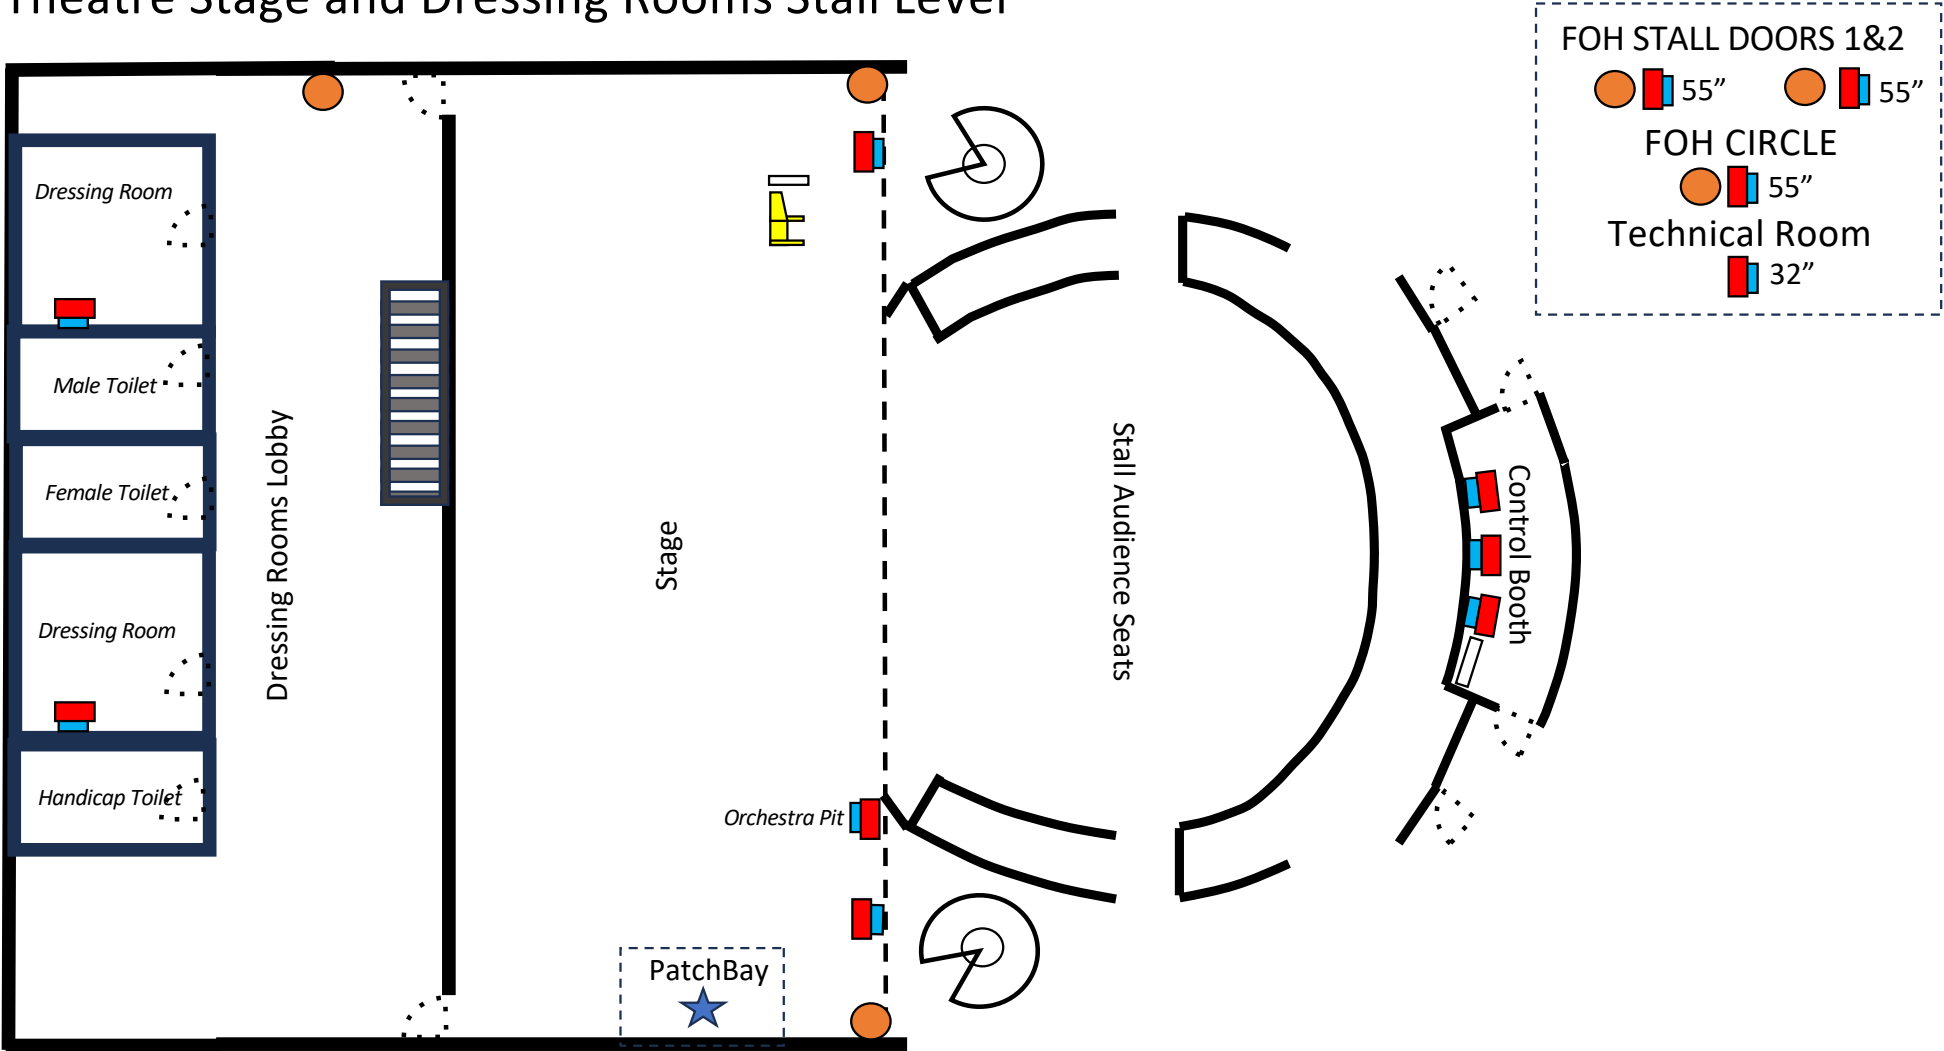 Theatre Stage and Dressing Rooms Stall Level
FOH STALL DOORS 1&2
55” 55”
FOH CIRCLE
55”
Technical Room
32”
Dressing Room
Male Toilet
Female Toilet
Dressing Room
Handicap Toilet
Dressing Rooms Lobby
Stage
Orchestra Pit
PatchBay
Stall Audience Seats
Control Booth